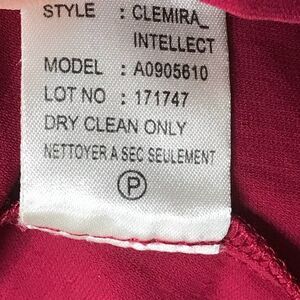 STYLE : CLEMIRA_
INTELLECT
MODEL : A0905610
LOT NO : 171747
DRY CLEAN ONLY
NETTOYER A SEC SEULEMENT
P